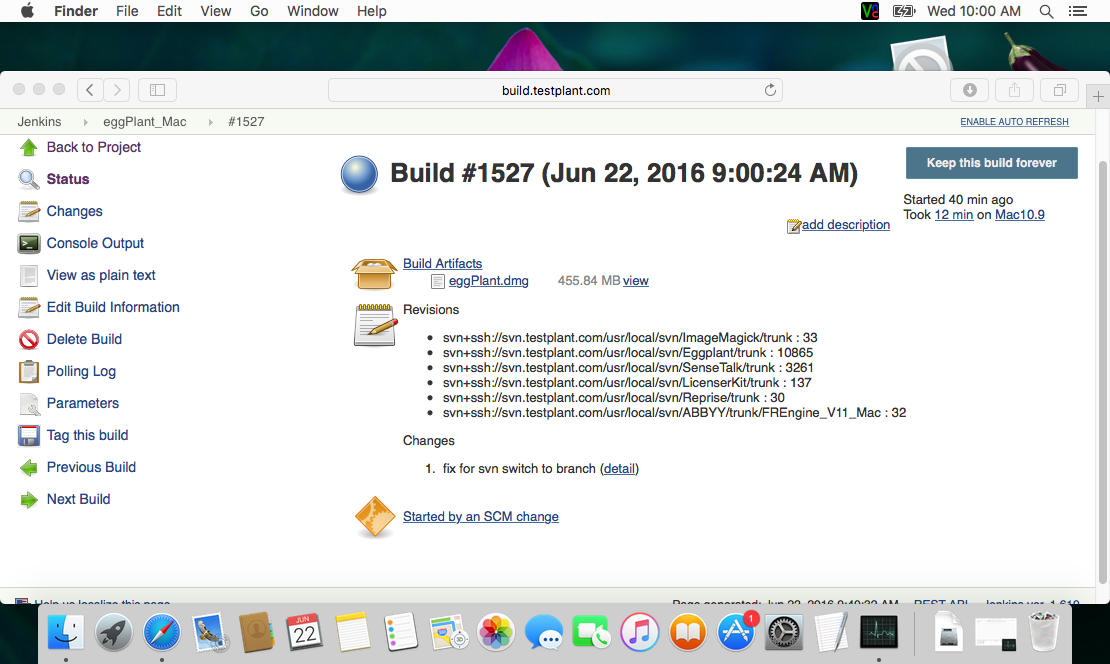 Finder File Edit View Go Window Help Wed 10:00 AM
build.testplant.com
Jenkins eggPlant_Mac #1527 ENABLE AUTO REFRESH
Back to Project
Status
Changes
Console Output
View as plain text
Edit Build Information
Delete Build
Polling Log
Parameters
Tag this build
Previous Build
Next Build
Build #1527 (Jun 22, 2016 9:00:24 AM)
Keep this build forever
Started 40 min ago
Took 12 min on Mac10.9
add description
Build Artifacts
eggPlant.dmg 455.84 MB view
Revisions
svn+ssh://svn.testplant.com/usr/local/svn/ImageMagick/trunk : 33
svn+ssh://svn.testplant.com/usr/local/svn/Eggplant/trunk : 10865
svn+ssh://svn.testplant.com/usr/local/svn/SenseTalk/trunk : 3261
svn+ssh://svn.testplant.com/usr/local/svn/LicenserKit/trunk : 137
svn+ssh://svn.testplant.com/usr/local/svn/Reprise/trunk : 30
svn+ssh://svn.testplant.com/usr/local/svn/ABBYY/trunk/FREngine_V11_Mac : 32
Changes
1. fix for svn switch to branch (detail)
Started by an SCM change
Help us localize this page Page generated: Jun 22, 2016 9:40:32 AM REST API Jenkins ver. 1.610
JUN
22
1